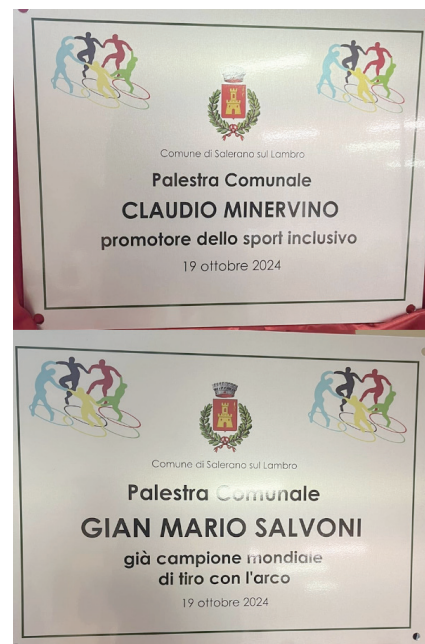 Comune di Salerano sul Lambro
Palestra Comunale
CLAUDIO MINERVINO
promotore dello sport inclusivo
19 ottobre 2024
Comune di Salerano sul Lambro
Palestra Comunale
GIAN MARIO SALVONI
già campione mondiale
di tiro con l'arco
19 ottobre 2024